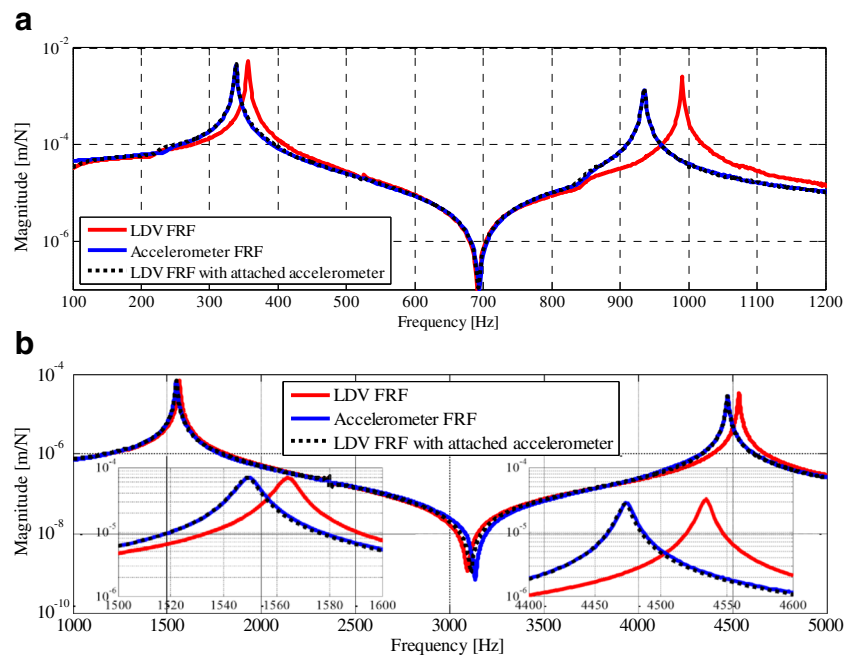 a
10^-2
10^-4
10^-6
Magnitude [m/N]
LDV FRF
Accelerometer FRF
LDV FRF with attached accelerometer
100 200 300 400 500 600 700 800 900 1000 1100 1200
Frequency [Hz]
b
10^-4
10^-6
10^-8
10^-10
Magnitude [m/N]
LDV FRF
Accelerometer FRF
LDV FRF with attached accelerometer
10^-4
10^-5
10^-6
1500 1520 1540 1560 1580 1600
10^-4
10^-5
10^-6
4400 4450 4500 4550 4600
1000 1500 2000 2500 3000 3500 4000 4500 5000
Frequency [Hz]